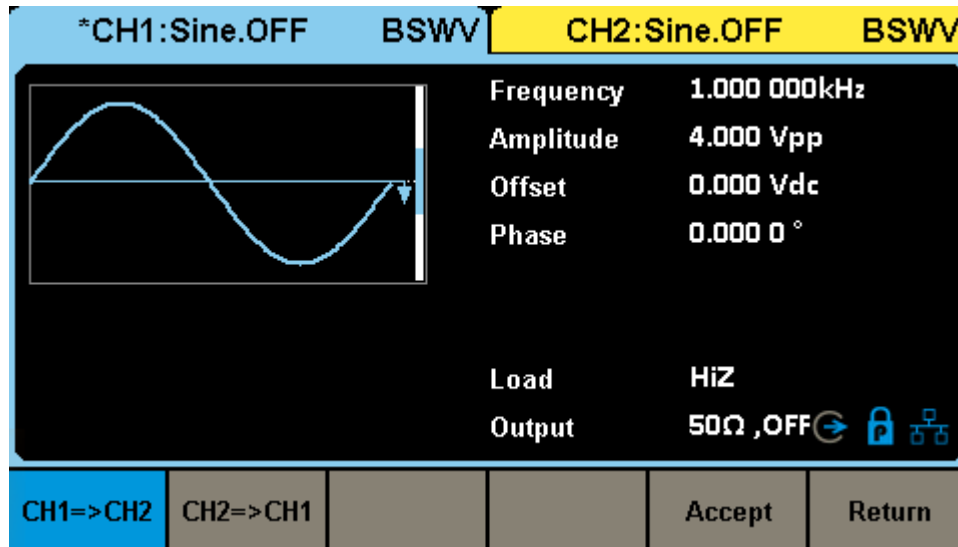 *CH1:Sine.OFF BSWV CH2:Sine.OFF BSWV
Frequency 1.000 000kHz
Amplitude 4.000 Vpp
Offset 0.000 Vdc
Phase 0.000 0 °
Load HiZ
Output 50Ω ,OFF P
CH1=>CH2 CH2=>CH1 Accept Return